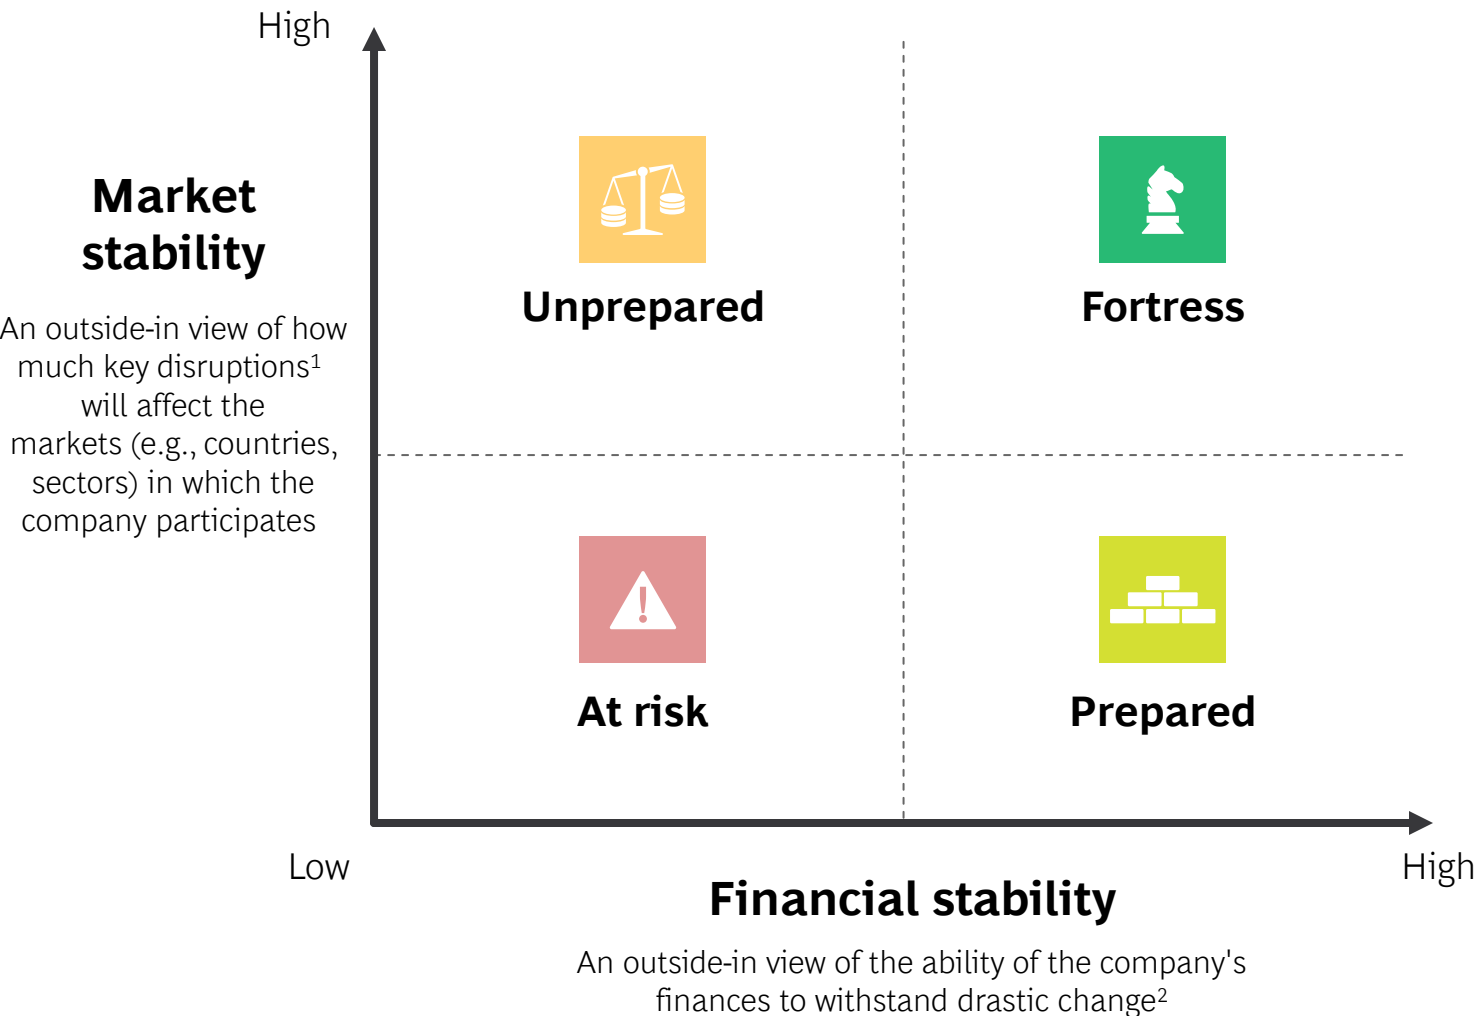 High
Market
stability
An outside-in view of how
much key disruptions¹
will affect the
markets (e.g., countries,
sectors) in which the
company participates
Unprepared
Fortress
At risk
Prepared
Low
High
Financial stability
An outside-in view of the ability of the company's
finances to withstand drastic change²